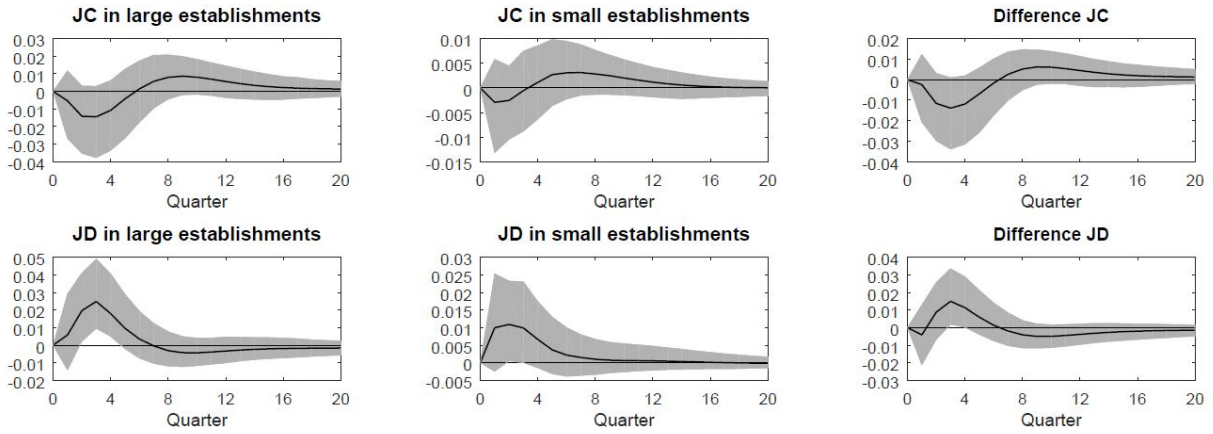 JC in large establishments
0.03
0.02
0.01
0
-0.01
-0.02
-0.03
-0.04
0 4 8 12 16 20
Quarter
JC in small establishments
0.01
0.005
0
-0.005
-0.01
-0.015
0 4 8 12 16 20
Quarter
Difference JC
0.02
0.01
0
-0.01
-0.02
-0.03
-0.04
0 4 8 12 16 20
Quarter
JD in large establishments
0.05
0.04
0.03
0.02
0.01
0
-0.01
-0.02
0 4 8 12 16 20
Quarter
JD in small establishments
0.03
0.025
0.02
0.015
0.01
0.005
0
-0.005
0 4 8 12 16 20
Quarter
Difference JD
0.04
0.03
0.02
0.01
0
-0.01
-0.02
-0.03
0 4 8 12 16 20
Quarter